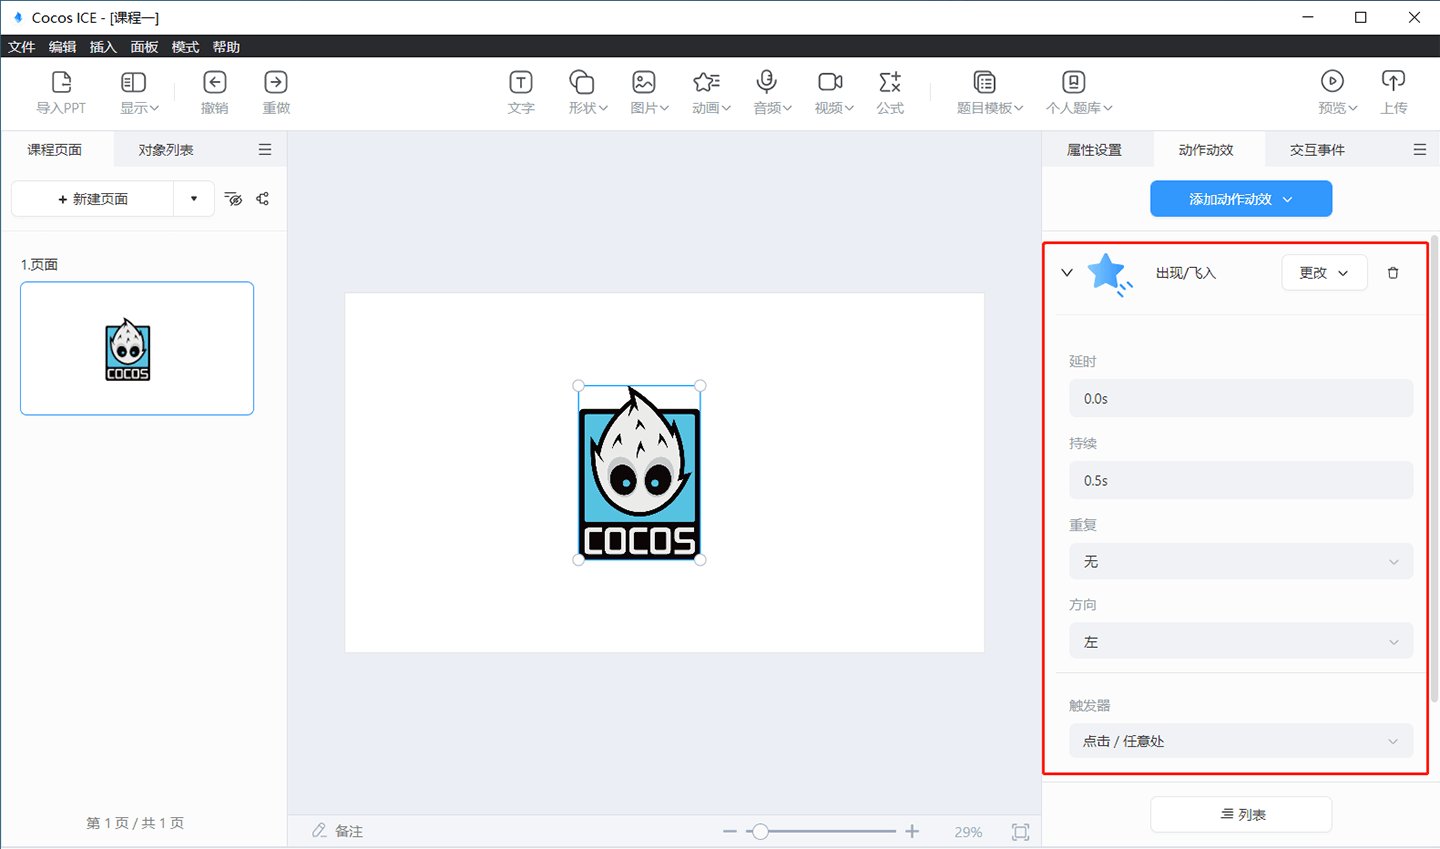 Cocos ICE - [课程一]
文件 编辑 插入 面板 模式 帮助
导入PPT 显示 撤销 重做 文字 形状 图片 动画 音频 视频 公式 题目模板 个人题库 预览 上传
课程页面 对象列表
+ 新建页面
1.页面
COCOS
第 1 页 / 共 1 页
COCOS
备注
29%
属性设置 动作动效 交互事件
添加动作动效
出现/飞入 更改
延时
0.0s
持续
0.5s
重复
无
方向
左
触发器
点击 / 任意处
列表